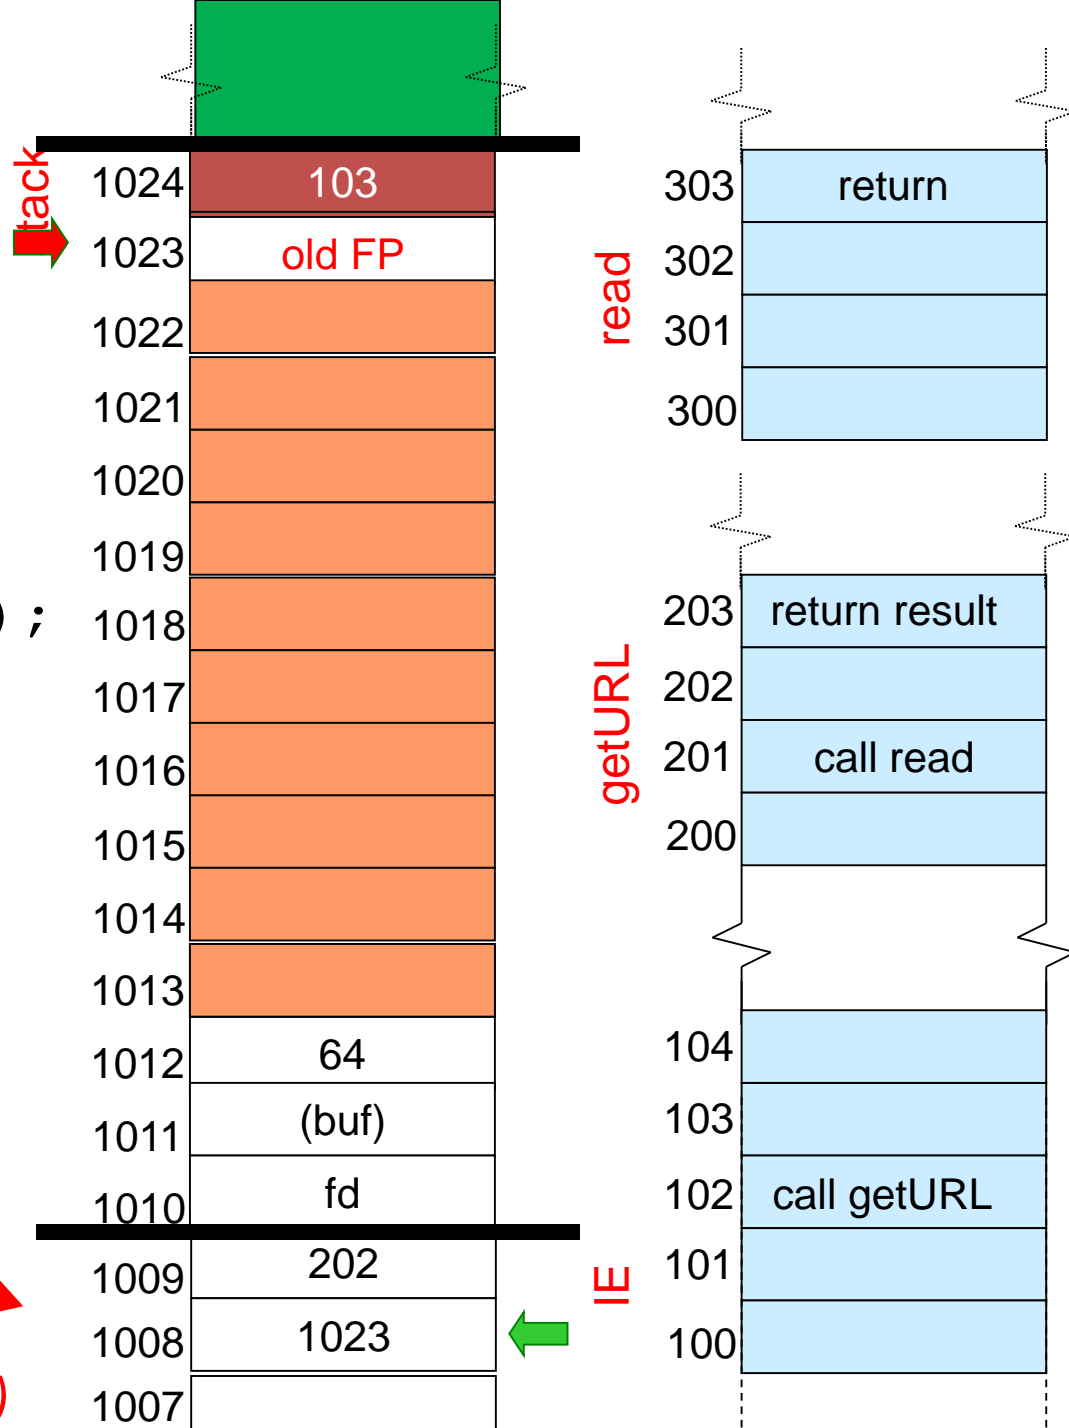 tack
1024 103
1023 old FP
1022
1021
1020
1019
) ;
1018
1017
1016
1015
1014
1013
1012 64
1011 (buf)
1010 fd
1009 202
1008 1023
)
1007
read
303 return
302
301
300
getURL
203 return result
202
201 call read
200
IE
104
103
102 call getURL
101
100